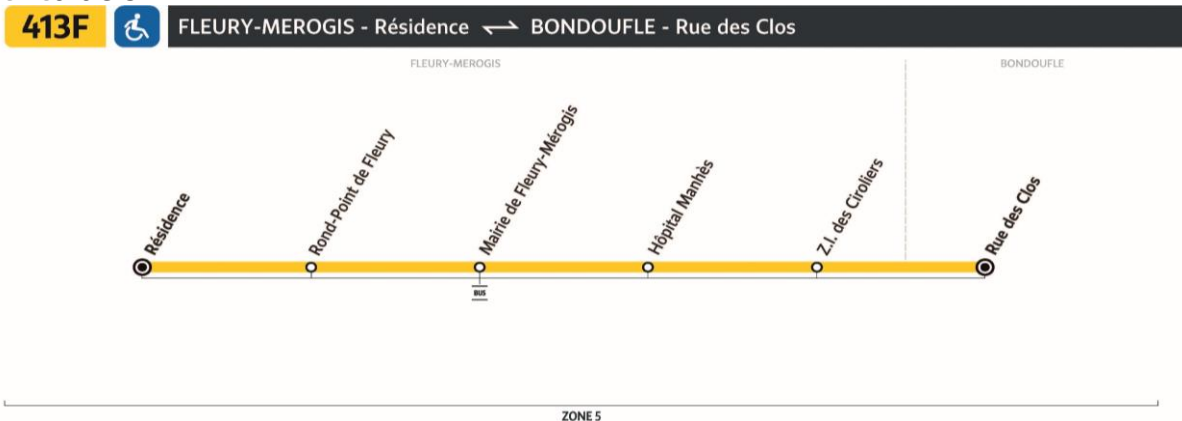 413F
FLEURY-MEROGIS - Résidence ⇌ BONDOUFLE - Rue des Clos
FLEURY-MEROGIS
BONDOUFLE
Résidence
Rond-Point de Fleury
Mairie de Fleury-Mérogis
Hôpital Manhès
Z.I. des Ciroliers
Rue des Clos
BUS
ZONE 5